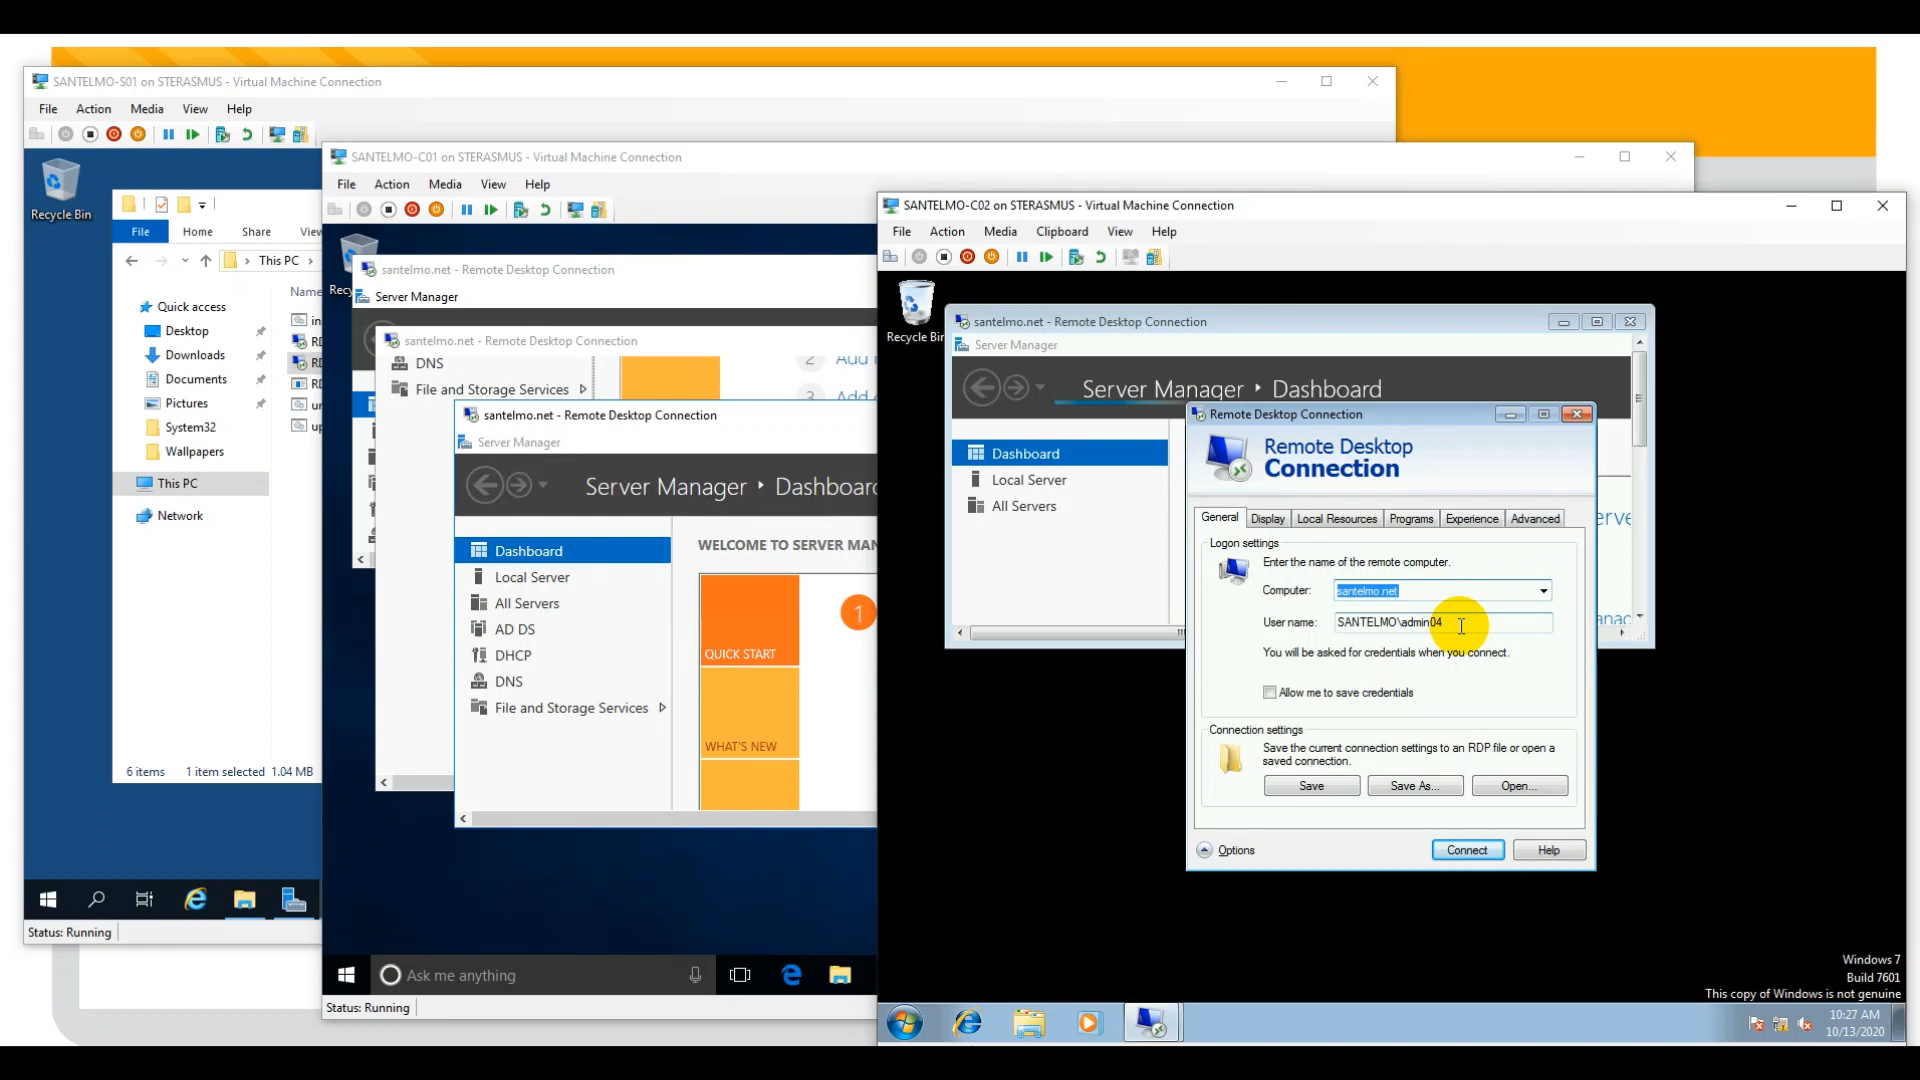 SANTELMO-S01 on STERASMUS - Virtual Machine Connection
File Action Media View Help
Recycle Bin
File Home Share
This PC
Name
Quick access
Desktop
Downloads
Documents
Pictures
System32
Wallpapers
This PC
Network
6 items 1 item selected 1.04 MB
Status: Running
SANTELMO-C01 on STERASMUS - Virtual Machine Connection
File Action Media View Help
santelmo.net - Remote Desktop Connection
Server Manager
santelmo.net - Remote Desktop Connection
DNS
File and Storage Services
2
3
santelmo.net - Remote Desktop Connection
Server Manager
Server Manager • Dashboard
Dashboard
Local Server
All Servers
AD DS
DHCP
DNS
File and Storage Services
WELCOME TO SERVER
QUICK START
WHAT'S NEW
1
Ask me anything
Status: Running
SANTELMO-C02 on STERASMUS - Virtual Machine Connection
File Action Media Clipboard View Help
Recycle Bin
santelmo.net - Remote Desktop Connection
Server Manager
Server Manager • Dashboard
Dashboard
Local Server
All Servers
Remote Desktop Connection
Remote Desktop
Connection
General Display Local Resources Programs Experience Advanced
Logon settings
Enter the name of the remote computer.
Computer: santelmo.net
User name: SANTELMO\admin04
You will be asked for credentials when you connect.
Allow me to save credentials
Connection settings
Save the current connection settings to an RDP file or open a
saved connection.
Save Save As... Open...
Options Connect Help
Windows 7
Build 7601
This copy of Windows is not genuine
10:27 AM
10/13/2020